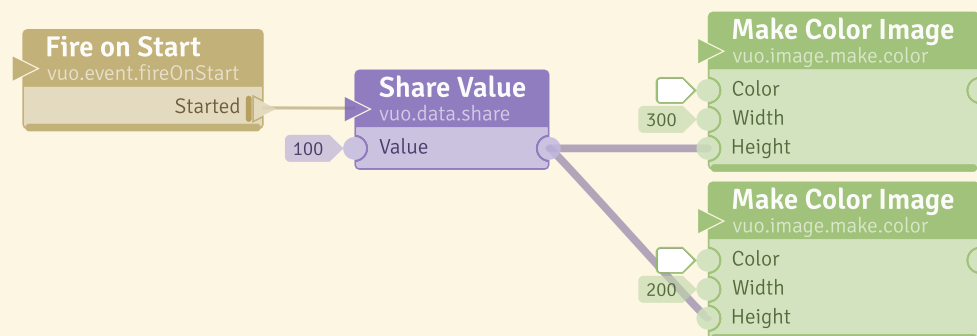 Fire on Start
vuo.event.fireOnStart
Started
Share Value
vuo.data.share
100
Value
Make Color Image
vuo.image.make.color
Color
300
Width
Height
Make Color Image
vuo.image.make.color
Color
200
Width
Height